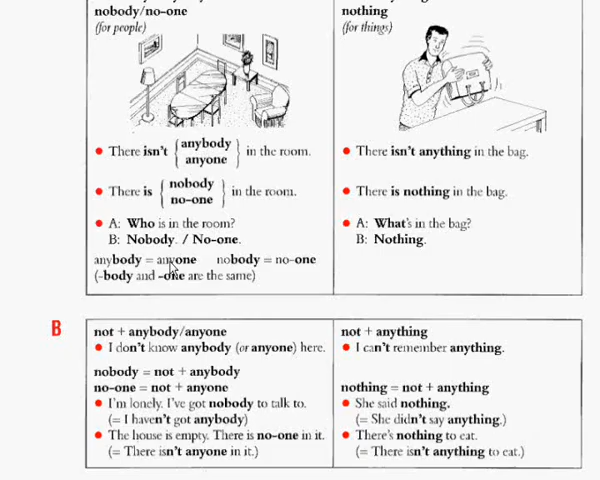 nobody/no-one
(for people)
• There isn't { anybody
anyone } in the room.
• There is { nobody
no-one } in the room.
• A: Who is in the room?
B: Nobody. / No-one.
anybody = anyone nobody = no-one
(-body and -one are the same)
nothing
(for things)
• There isn't anything in the bag.
• There is nothing in the bag.
• A: What's in the bag?
B: Nothing.
B
not + anybody/anyone
• I don't know anybody (or anyone) here.
nobody = not + anybody
no-one = not + anyone
• I'm lonely. I've got nobody to talk to.
(= I haven't got anybody)
• The house is empty. There is no-one in it.
(= There isn't anyone in it.)
not + anything
• I can't remember anything.
nothing = not + anything
• She said nothing.
(= She didn't say anything.)
• There's nothing to eat.
(= There isn't anything to eat.)